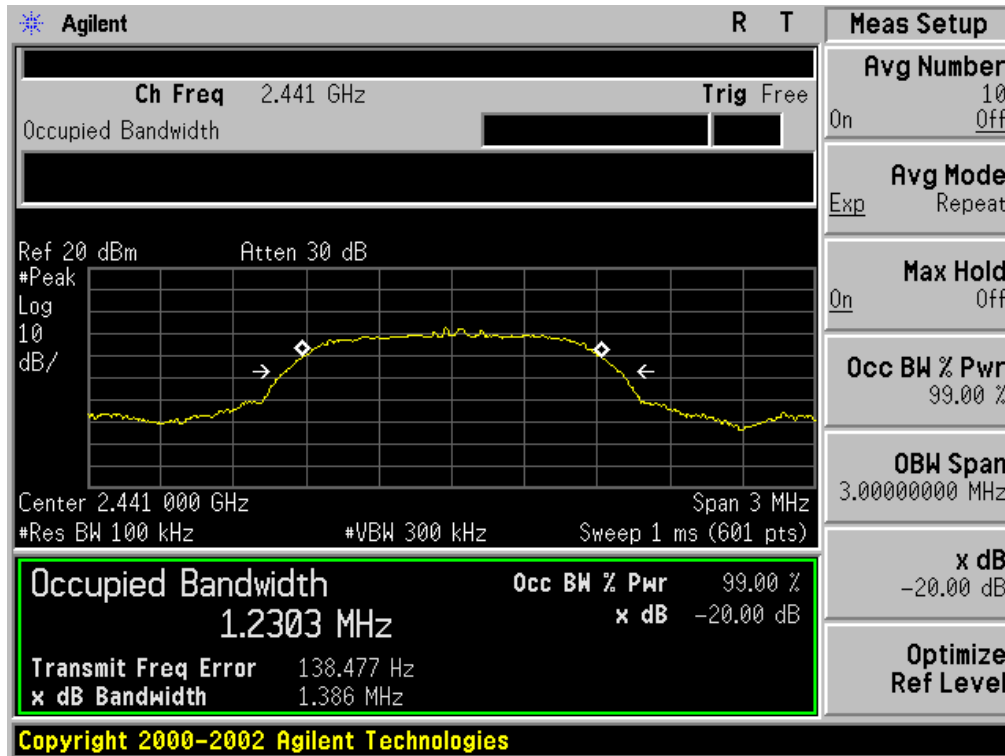 Agilent R T
Ch Freq 2.441 GHz Trig Free
Occupied Bandwidth
Ref 20 dBm Atten 30 dB
#Peak
Log
10
dB/
Center 2.441 000 GHz Span 3 MHz
#Res BW 100 kHz #VBW 300 kHz Sweep 1 ms (601 pts)
Occupied Bandwidth Occ BW % Pwr 99.00 %
1.2303 MHz x dB -20.00 dB
Transmit Freq Error 138.477 Hz
x dB Bandwidth 1.386 MHz
Copyright 2000-2002 Agilent Technologies
Meas Setup
Avg Number
10
On Off
Avg Mode
Exp Repeat
Max Hold
On Off
Occ BW % Pwr
99.00 %
OBW Span
3.00000000 MHz
x dB
-20.00 dB
Optimize
Ref Level